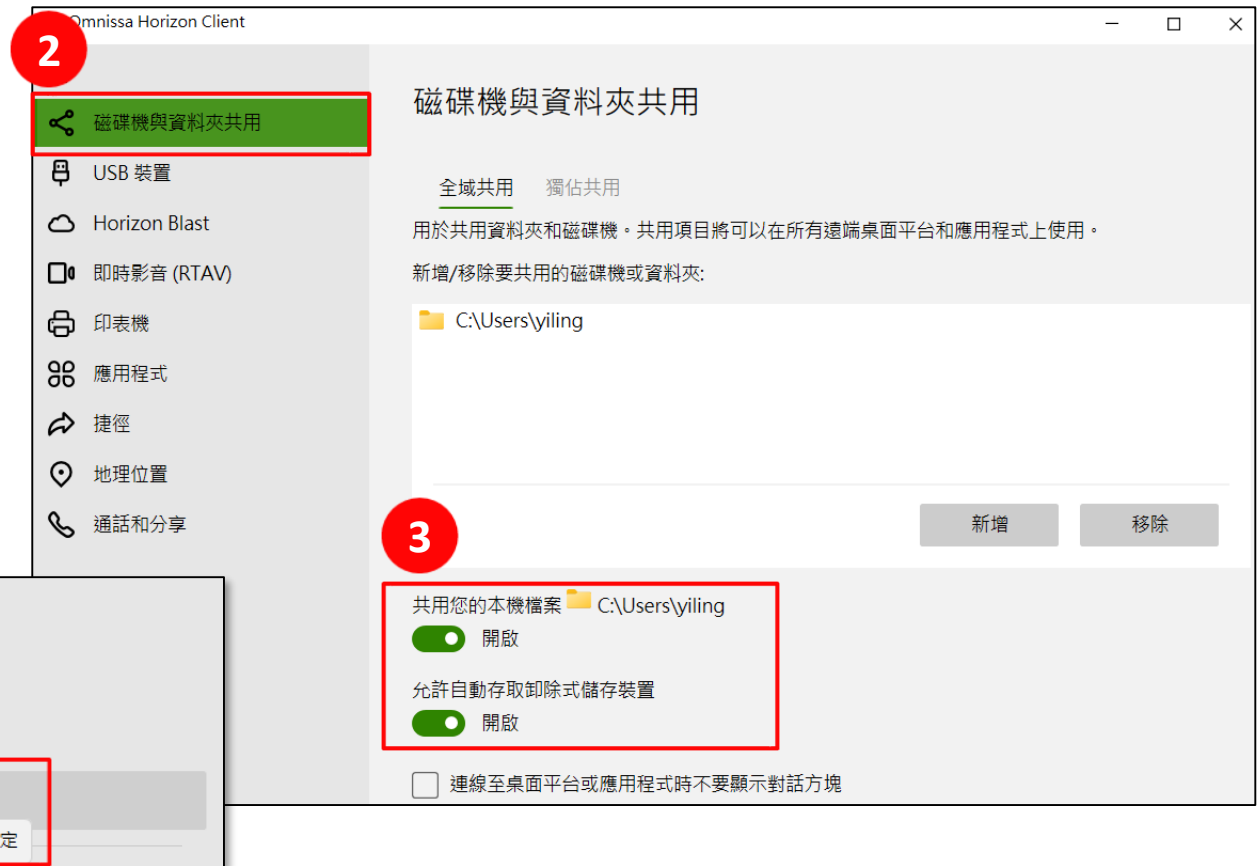 Omnissa Horizon Client
2
磁碟機與資料夾共用
USB 裝置
Horizon Blast
即時影音 (RTAV)
印表機
應用程式
捷徑
地理位置
通話和分享
磁碟機與資料夾共用
全域共用 獨佔共用
用於共用資料夾和磁碟機。共用項目將可以在所有遠端桌面平台和應用程式上使用。
新增/移除要共用的磁碟機或資料夾:
C:\Users\yiling
新增 移除
3
共用您的本機檔案 C:\Users\yiling
開啟
允許自動存取卸除式儲存裝置
開啟
連線至桌面平台或應用程式時不要顯示對話方塊
定